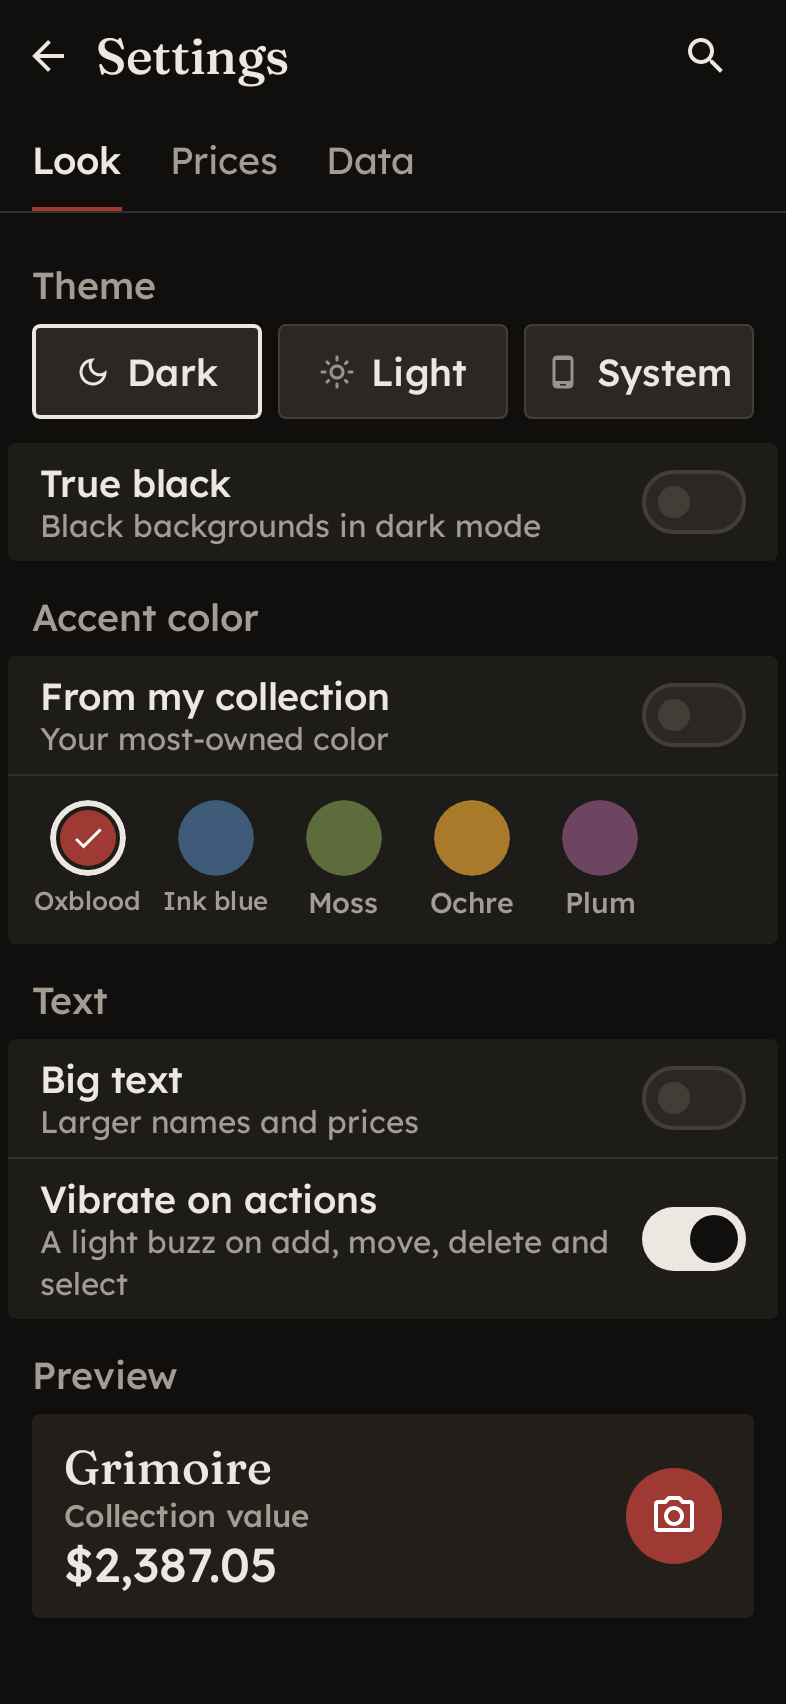 Settings
Look Prices Data
Theme
Dark Light System
True black
Black backgrounds in dark mode
Accent color
From my collection
Your most-owned color
Oxblood Ink blue Moss Ochre Plum
Text
Big text
Larger names and prices
Vibrate on actions
A light buzz on add, move, delete and
select
Preview
Grimoire
Collection value
$2,387.05